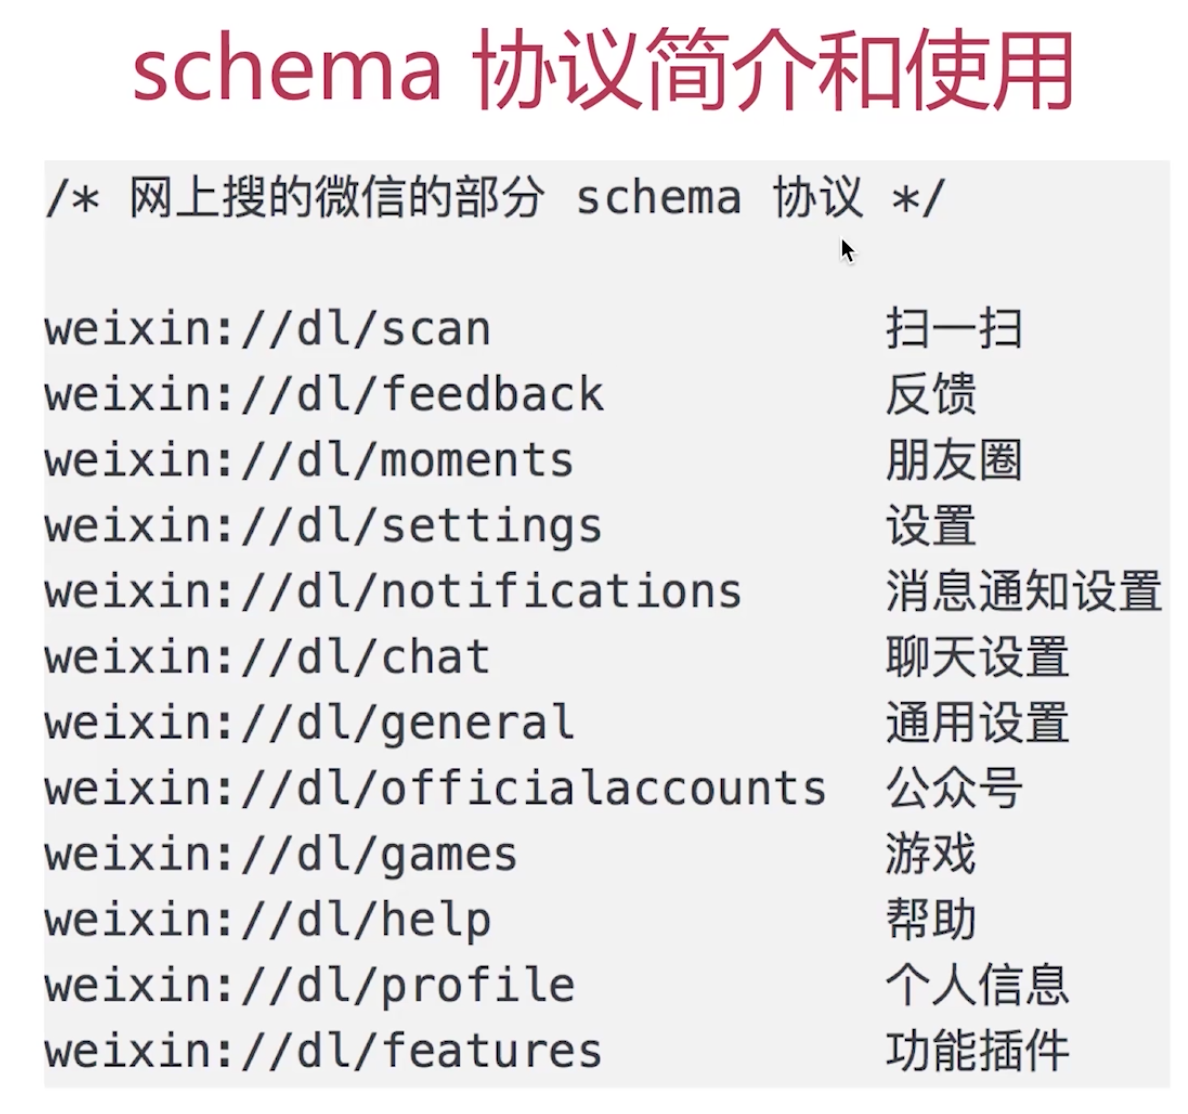 schema 协议简介和使用
/* 网上搜的微信的部分 schema 协议 */
weixin://dl/scan 扫一扫
weixin://dl/feedback 反馈
weixin://dl/moments 朋友圈
weixin://dl/settings 设置
weixin://dl/notifications 消息通知设置
weixin://dl/chat 聊天设置
weixin://dl/general 通用设置
weixin://dl/officialaccounts 公众号
weixin://dl/games 游戏
weixin://dl/help 帮助
weixin://dl/profile 个人信息
weixin://dl/features 功能插件